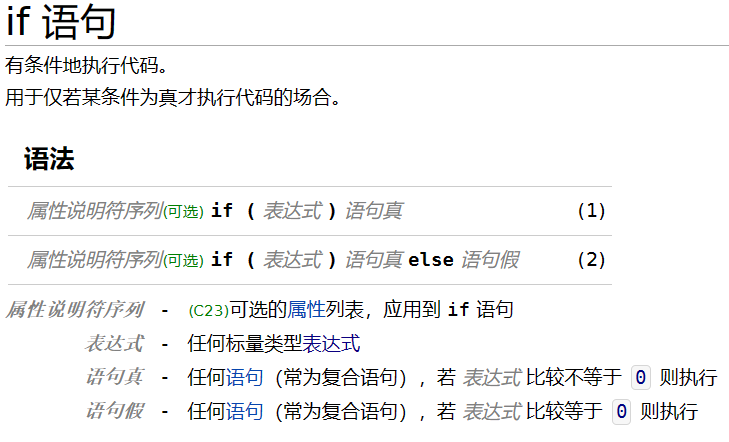 if 语句
有条件地执行代码。
用于仅若某条件为真才执行代码的场合。
语法
属性说明符序列(可选) if ( 表达式 ) 语句真 (1)
属性说明符序列(可选) if ( 表达式 ) 语句真 else 语句假 (2)
属性说明符序列 - (C23)可选的属性列表，应用到 if 语句
表达式 - 任何标量类型表达式
语句真 - 任何语句（常为复合语句），若 表达式 比较不等于 0 则执行
语句假 - 任何语句（常为复合语句），若 表达式 比较等于 0 则执行